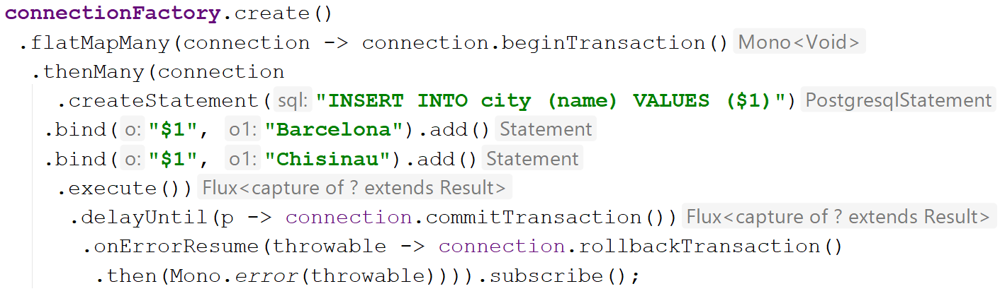 connectionFactory.create()
.flatMapMany(connection -> connection.beginTransaction() Mono<Void>
.thenMany(connection
.createStatement( sql: "INSERT INTO city (name) VALUES ($1)") PostgresqlStatement
.bind( o: "$1", o1: "Barcelona").add() Statement
.bind( o: "$1", o1: "Chisinau").add() Statement
.execute()) Flux<capture of ? extends Result>
.delayUntil(p -> connection.commitTransaction()) Flux<capture of ? extends Result>
.onErrorResume(throwable -> connection.rollbackTransaction()
.then(Mono.error(throwable)))).subscribe();